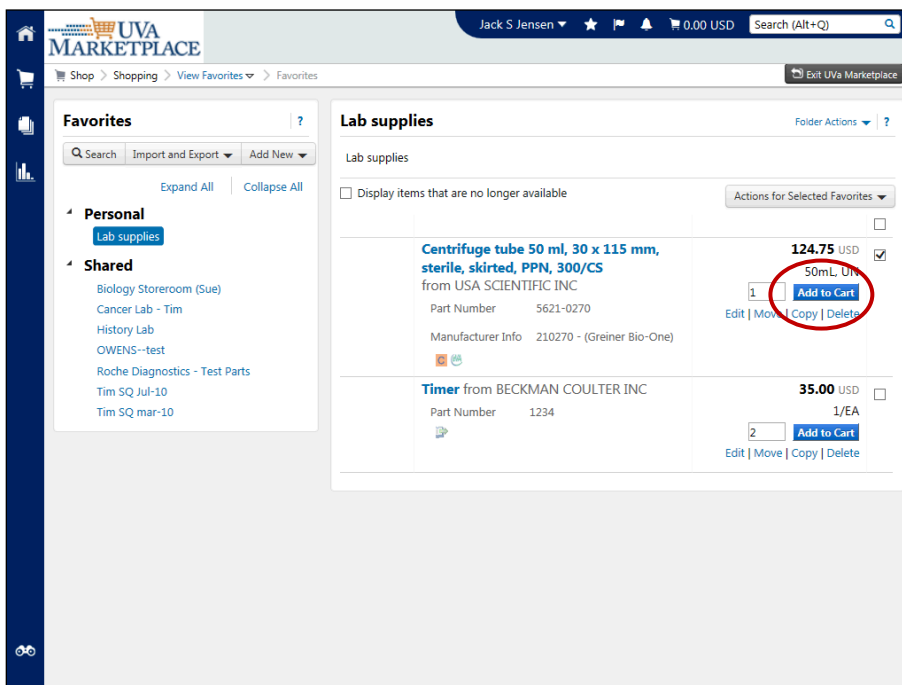 UVA
MARKETPLACE
Jack S Jensen
0.00 USD
Search (Alt+Q)
Shop > Shopping > View Favorites > Favorites
Exit UVa Marketplace
Favorites
?
Search
Import and Export
Add New
Expand All
Collapse All
Personal
Lab supplies
Shared
Biology Storeroom (Sue)
Cancer Lab - Tim
History Lab
OWENS--test
Roche Diagnostics - Test Parts
Tim SQ Jul-10
Tim SQ mar-10
Lab supplies
Folder Actions
?
Lab supplies
Display items that are no longer available
Actions for Selected Favorites
Centrifuge tube 50 ml, 30 x 115 mm,
sterile, skirted, PPN, 300/CS
from USA SCIENTIFIC INC
Part Number 5621-0270
Manufacturer Info 210270 - (Greiner Bio-One)
C
124.75 USD
50mL, UN
1
Add to Cart
Edit | Move | Copy | Delete
Timer from BECKMAN COULTER INC
Part Number 1234
35.00 USD
1/EA
2
Add to Cart
Edit | Move | Copy | Delete